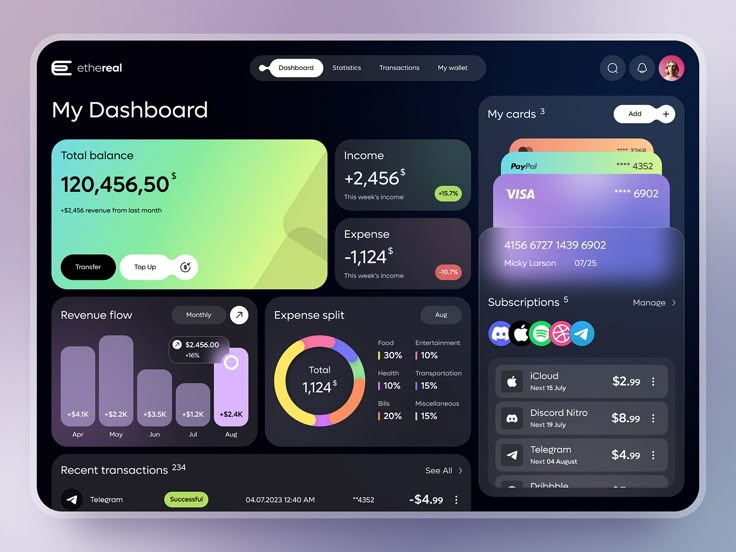 ethereal
Dashboard Statistics Transactions My wallet
My Dashboard
Total balance
120,456,50 $
+$2,456 revenue from last month
Transfer
Tap Up
Income
+2,456 $
This week's income
+15.7%
Expense
-1,124 $
This week's income
-10.7%
Revenue flow
Monthly
$2.456.00
+16%
+$4.1K +$2.2K +$3.5K +$1.2K +$2.4K
Apr May Jun Jul Aug
Expense split
Aug
Total
1,124 $
Food
30%
Entertainment
10%
Health
10%
Transportation
15%
Bills
20%
Miscellaneous
15%
Recent transactions 234
See All
Telegram Successful 04.07.2023 12:40 AM **4352 -$4.99
My cards 3
Add +
**** 3268
PayPal **** 4352
VISA **** 6902
4156 6727 1439 6902
Micky Larson 07/25
Subscriptions 5
Manage
iCloud
Next 15 July
$2.99
Discord Nitro
Next 19 July
$8.99
Telegram
Next 04 August
$4.99
Dribbble